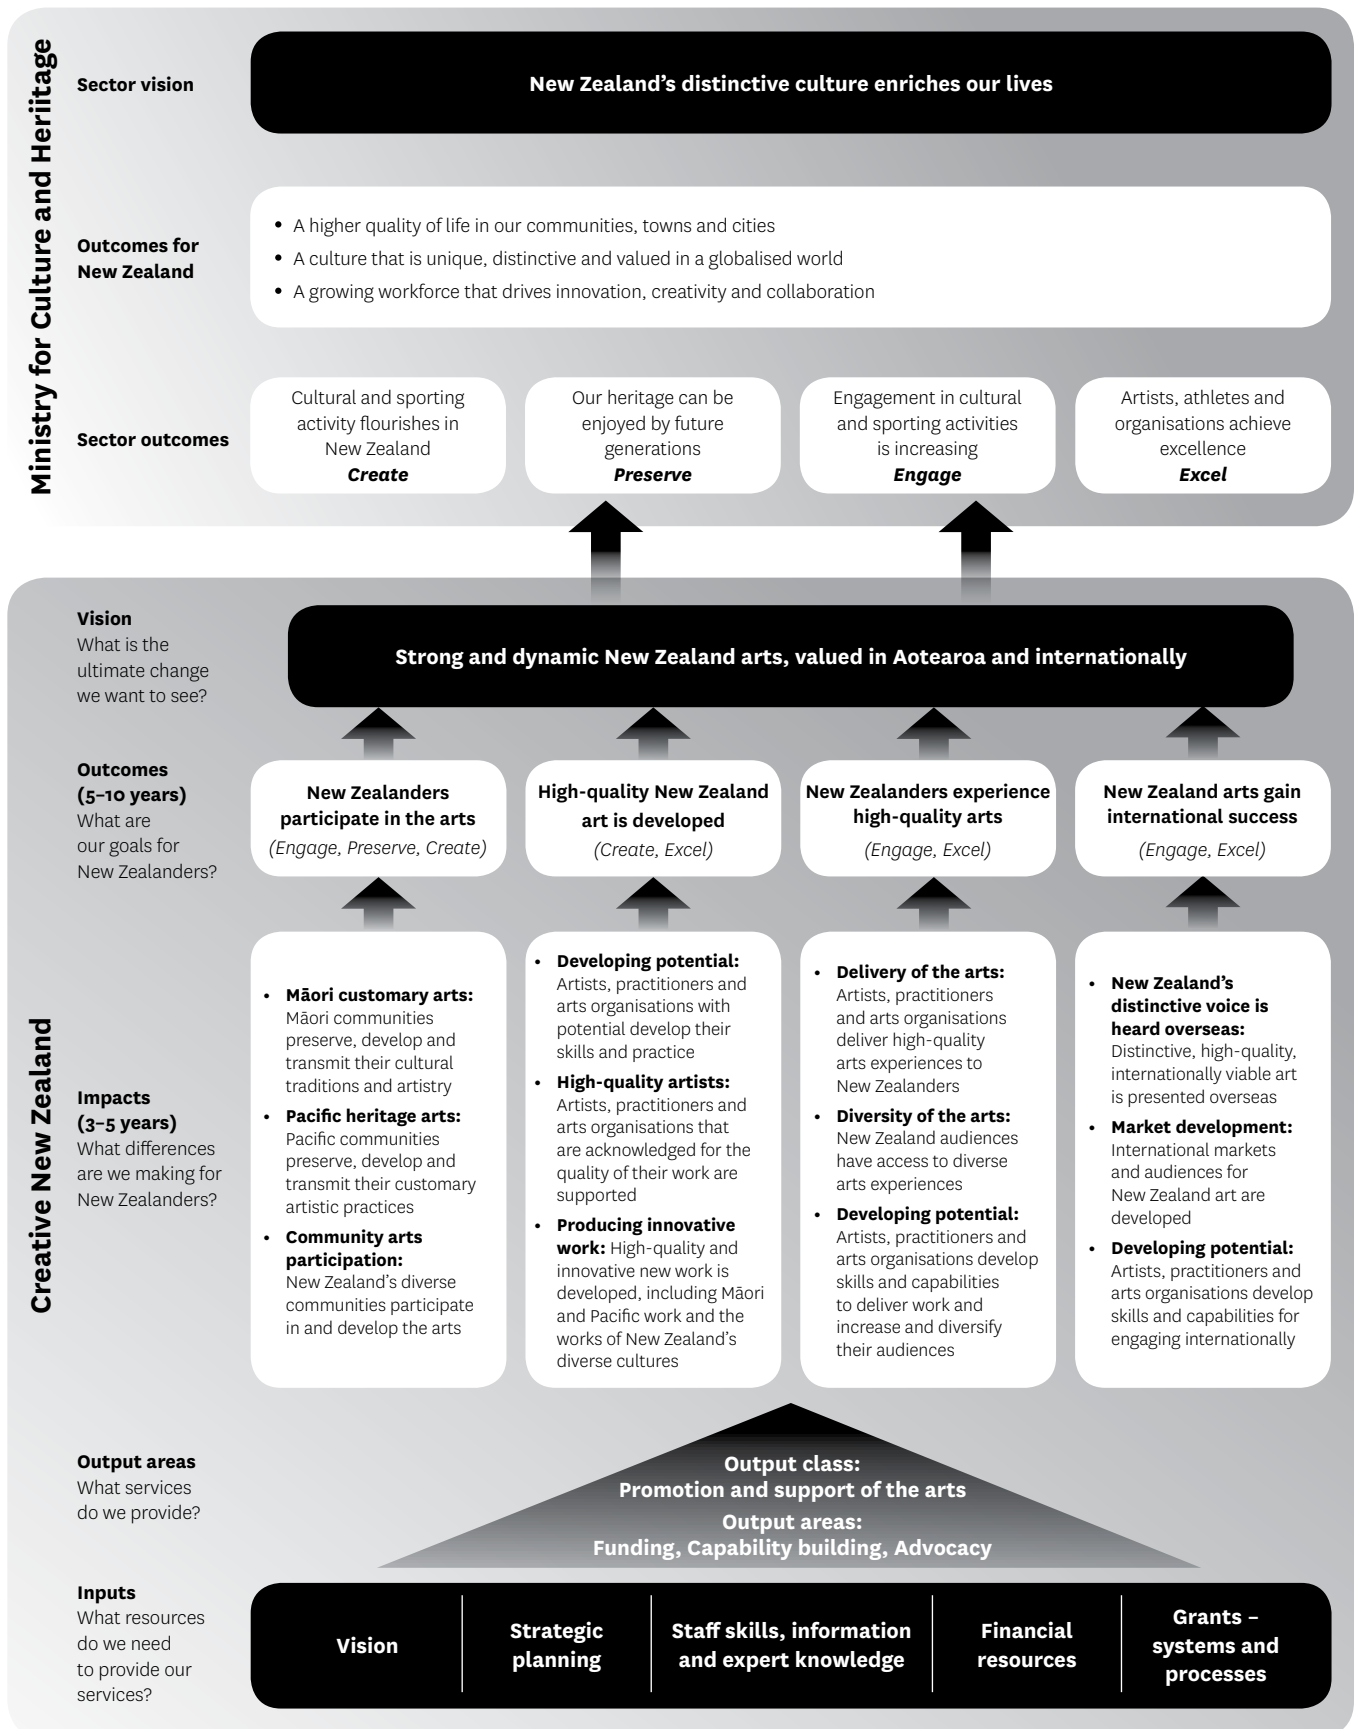 Ministry for Culture and Heriitage
Sector vision
New Zealand's distinctive culture enriches our lives
Outcomes for
New Zealand
• A higher quality of life in our communities, towns and cities
• A culture that is unique, distinctive and valued in a globalised world
• A growing workforce that drives innovation, creativity and collaboration
Sector outcomes
Cultural and sporting
activity flourishes in
New Zealand
Create
Our heritage can be
enjoyed by future
generations
Preserve
Engagement in cultural
and sporting activities
is increasing
Engage
Artists, athletes and
organisations achieve
excellence
Excel
Creative New Zealand
Vision
What is the
ultimate change
we want to see?
Strong and dynamic New Zealand arts, valued in Aotearoa and internationally
Outcomes
(5–10 years)
What are
our goals for
New Zealanders?
New Zealanders
participate in the arts
(Engage, Preserve, Create)
High-quality New Zealand
art is developed
(Create, Excel)
New Zealanders experience
high-quality arts
(Engage, Excel)
New Zealand arts gain
international success
(Engage, Excel)
Impacts
(3–5 years)
What differences
are we making for
New Zealanders?
• Māori customary arts:
Māori communities
preserve, develop and
transmit their cultural
traditions and artistry
• Pacific heritage arts:
Pacific communities
preserve, develop and
transmit their customary
artistic practices
• Community arts
participation:
New Zealand's diverse
communities participate
in and develop the arts
• Developing potential:
Artists, practitioners and
arts organisations with
potential develop their
skills and practice
• High-quality artists:
Artists, practitioners and
arts organisations that
are acknowledged for the
quality of their work are
supported
• Producing innovative
work: High-quality and
innovative new work is
developed, including Māori
and Pacific work and the
works of New Zealand's
diverse cultures
• Delivery of the arts:
Artists, practitioners
and arts organisations
deliver high-quality
arts experiences to
New Zealanders
• Diversity of the arts:
New Zealand audiences
have access to diverse
arts experiences
• Developing potential:
Artists, practitioners and
arts organisations develop
skills and capabilities
to deliver work and
increase and diversify
their audiences
• New Zealand's
distinctive voice is
heard overseas:
Distinctive, high-quality,
internationally viable art
is presented overseas
• Market development:
International markets
and audiences for
New Zealand art are
developed
• Developing potential:
Artists, practitioners and
arts organisations develop
skills and capabilities for
engaging internationally
Output areas
What services
do we provide?
Output class:
Promotion and support of the arts
Output areas:
Funding, Capability building, Advocacy
Inputs
What resources
do we need
to provide our
services?
Vision
Strategic
planning
Staff skills, information
and expert knowledge
Financial
resources
Grants –
systems and
processes